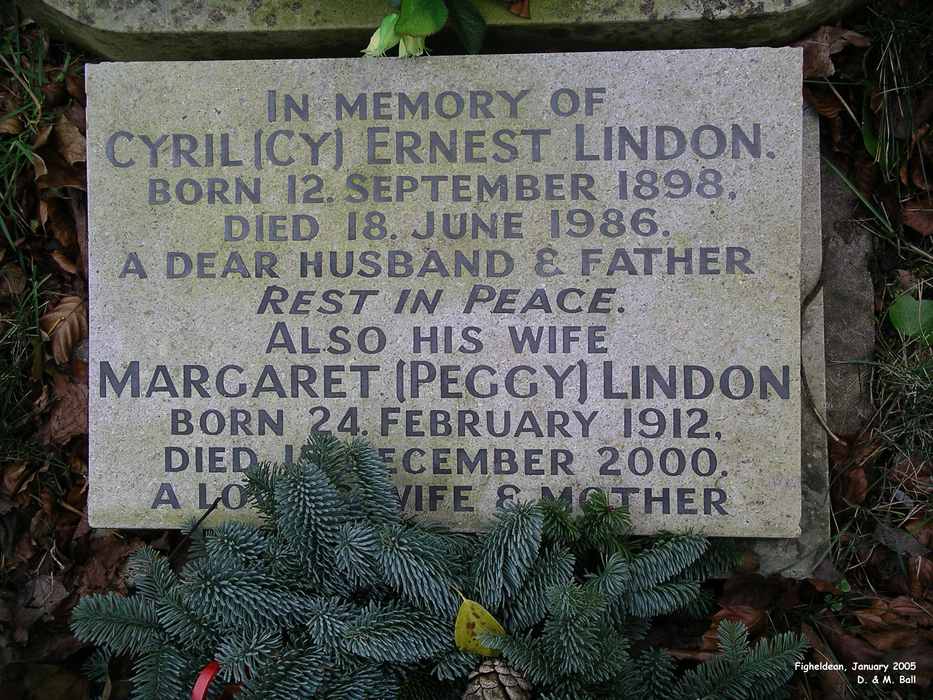 IN MEMORY OF
CYRIL (CY) ERNEST LINDON.
BORN 12. SEPTEMBER 1898,
DIED 18. JUNE 1986.
A DEAR HUSBAND & FATHER
REST IN PEACE.
ALSO HIS WIFE
MARGARET (PEGGY) LINDON
BORN 24. FEBRUARY 1912,
DIED DECEMBER 2000.
A WIFE & MOTHER
Figheldean, January 2005
D. & M. Ball